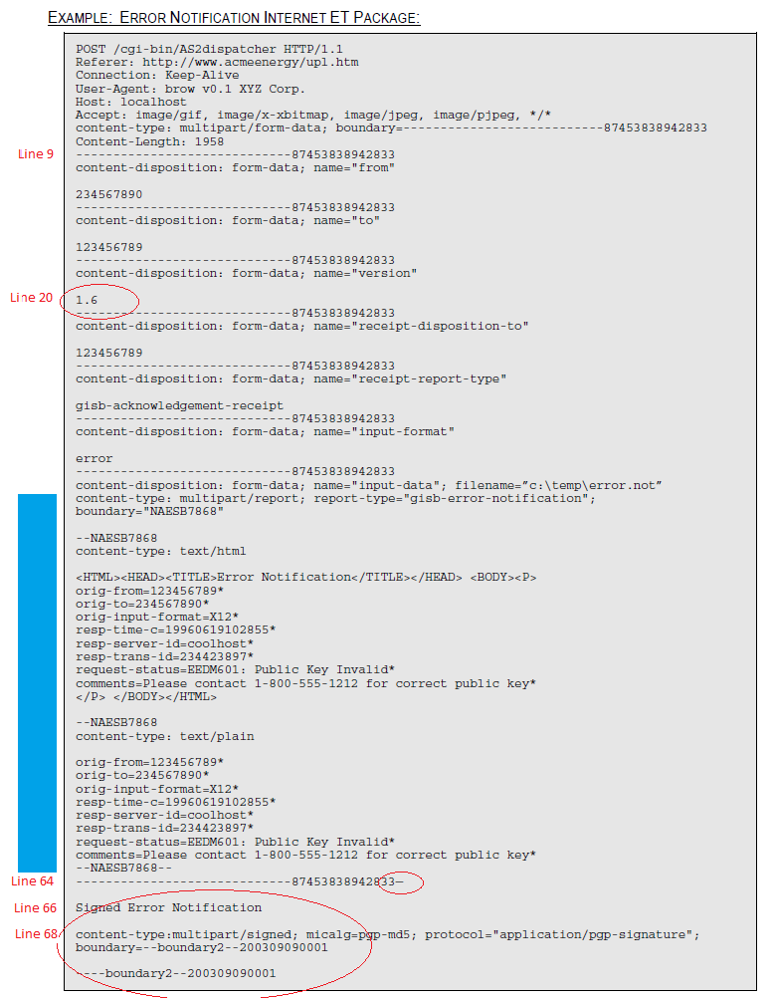 EXAMPLE: ERROR NOTIFICATION INTERNET ET PACKAGE:
POST /cgi-bin/AS2dispatcher HTTP/1.1
Referer: http://www.acmeenergy/upl.htm
Connection: Keep-Alive
User-Agent: brow v0.1 XYZ Corp.
Host: localhost
Accept: image/gif, image/x-xbitmap, image/jpeg, image/pjpeg, */*
content-type: multipart/form-data; boundary=---------------------------87453838942833
Content-Length: 1958
Line 9 -----------------------------87453838942833
content-disposition: form-data; name="from"
234567890
-----------------------------87453838942833
content-disposition: form-data; name="to"
123456789
-----------------------------87453838942833
content-disposition: form-data; name="version"
Line 20 1.6
-----------------------------87453838942833
content-disposition: form-data; name="receipt-disposition-to"
123456789
-----------------------------87453838942833
content-disposition: form-data; name="receipt-report-type"
gisb-acknowledgement-receipt
-----------------------------87453838942833
content-disposition: form-data; name="input-format"
error
-----------------------------87453838942833
content-disposition: form-data; name="input-data"; filename=”c:\temp\error.not”
content-type: multipart/report; report-type="gisb-error-notification";
boundary="NAESB7868"
--NAESB7868
content-type: text/html
<HTML><HEAD><TITLE>Error Notification</TITLE></HEAD> <BODY><P>
orig-from=123456789*
orig-to=234567890*
orig-input-format=X12*
resp-time-c=19960619102855*
resp-server-id=coolhost*
resp-trans-id=234423897*
request-status=EEDM601: Public Key Invalid*
comments=Please contact 1-800-555-1212 for correct public key*
</P> </BODY></HTML>
--NAESB7868
content-type: text/plain
orig-from=123456789*
orig-to=234567890*
orig-input-format=X12*
resp-time-c=19960619102855*
resp-server-id=coolhost*
resp-trans-id=234423897*
request-status=EEDM601: Public Key Invalid*
comments=Please contact 1-800-555-1212 for correct public key*
--NAESB7868--
Line 64 -----------------------------87453838942833—
Line 66 Signed Error Notification
Line 68 content-type:multipart/signed; micalg=pgp-md5; protocol="application/pgp-signature";
boundary=--boundary2--200309090001
----boundary2--200309090001